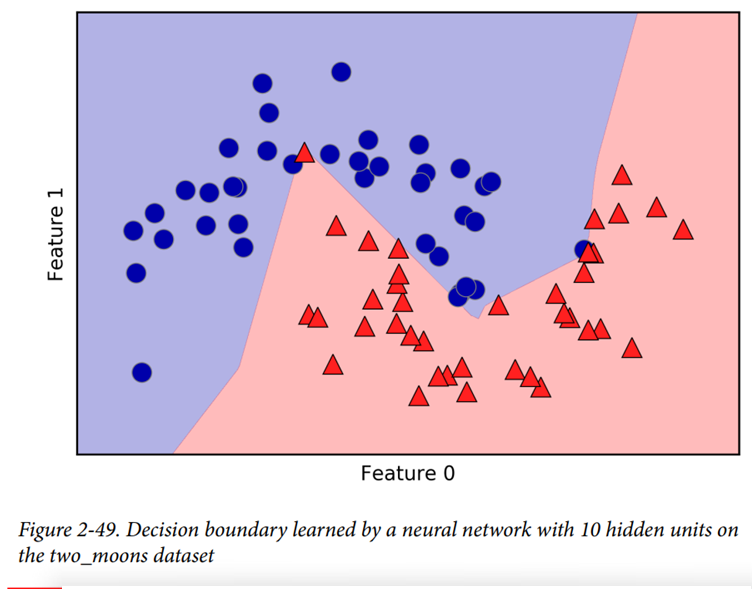 Feature 1
Feature 0
Figure 2-49. Decision boundary learned by a neural network with 10 hidden units on
the two_moons dataset